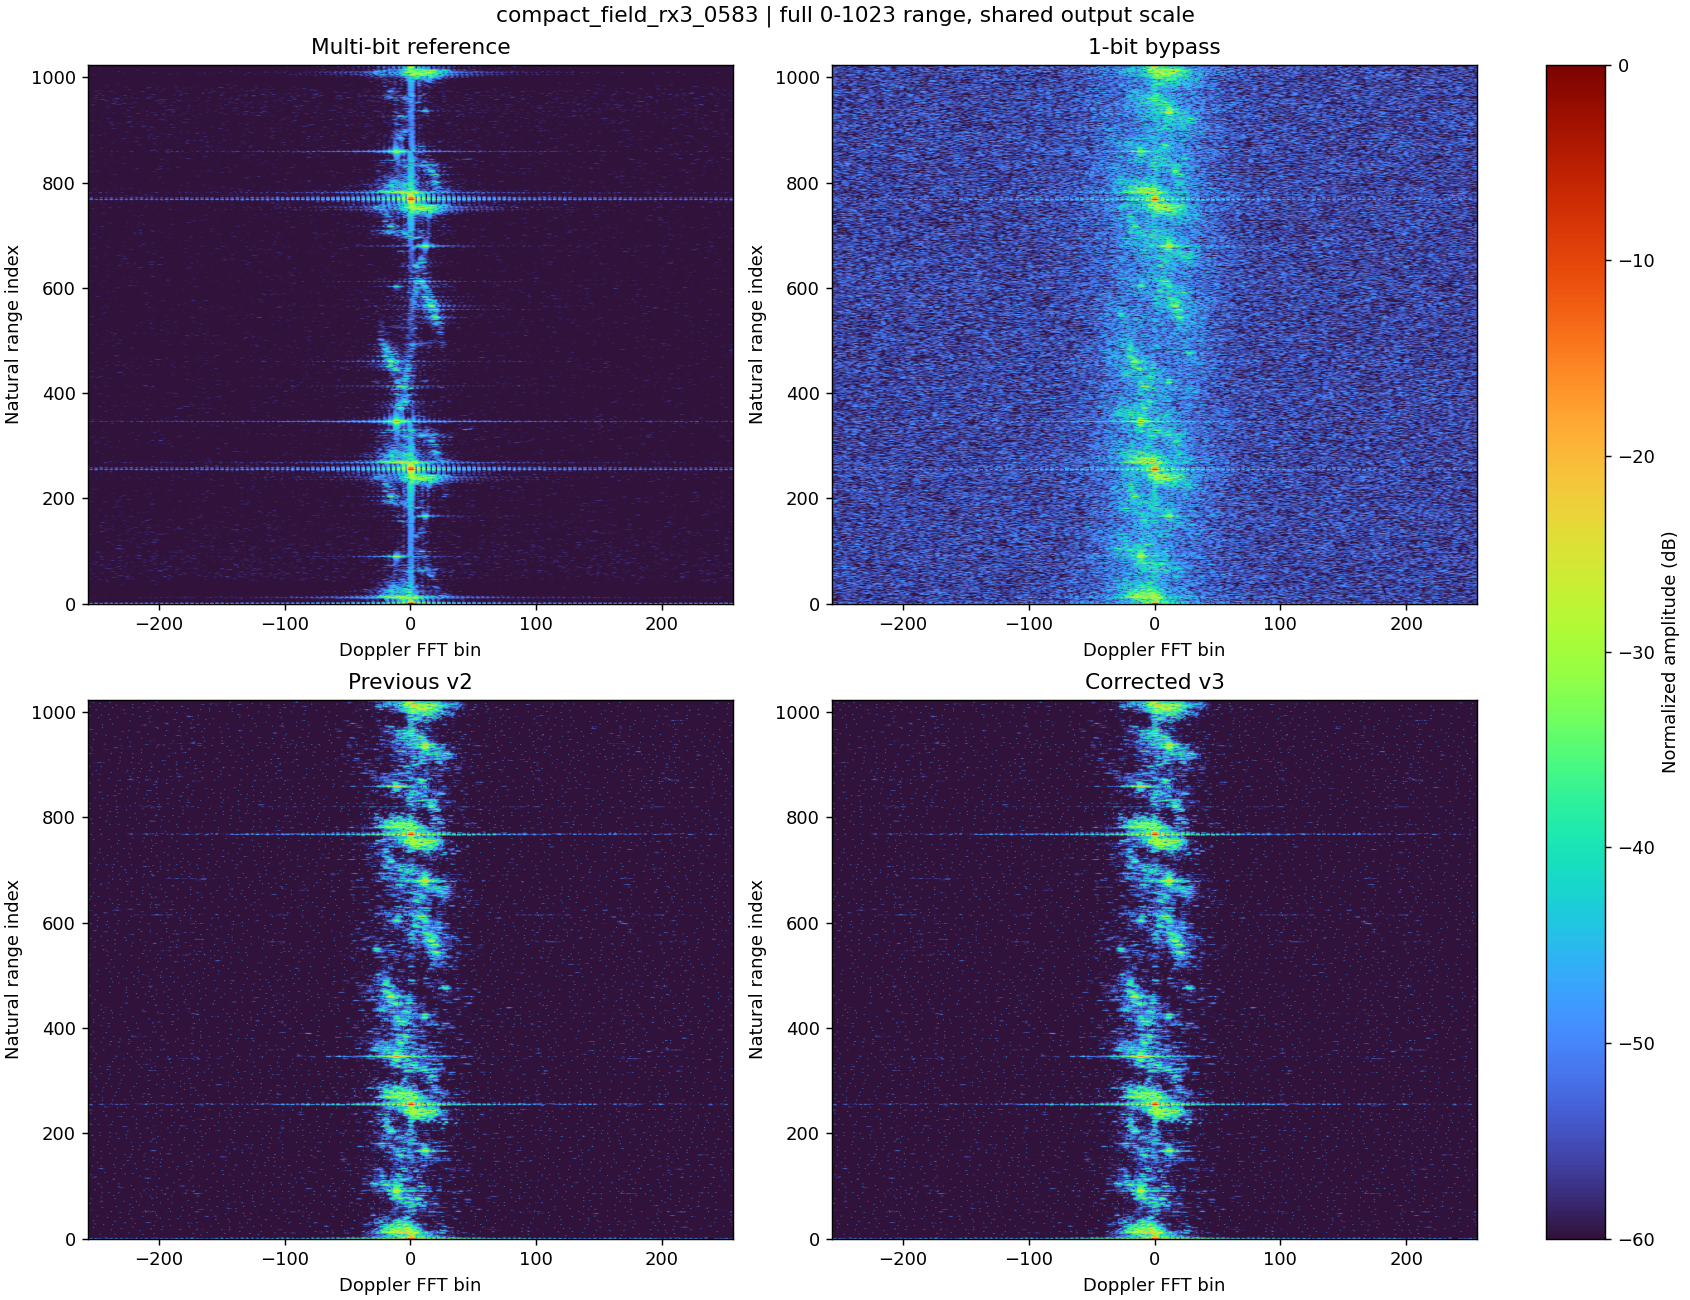 compact_field_rx3_0583 | full 0-1023 range, shared output scale
Multi-bit reference
1-bit bypass
Natural range index
1000
800
600
400
200
0
−200 −100 0 100 200
Doppler FFT bin
Natural range index
1000
800
600
400
200
0
−200 −100 0 100 200
Doppler FFT bin
Previous v2
Corrected v3
Natural range index
1000
800
600
400
200
0
−200 −100 0 100 200
Doppler FFT bin
Natural range index
1000
800
600
400
200
0
−200 −100 0 100 200
Doppler FFT bin
0
−10
−20
−30
−40
−50
−60
Normalized amplitude (dB)